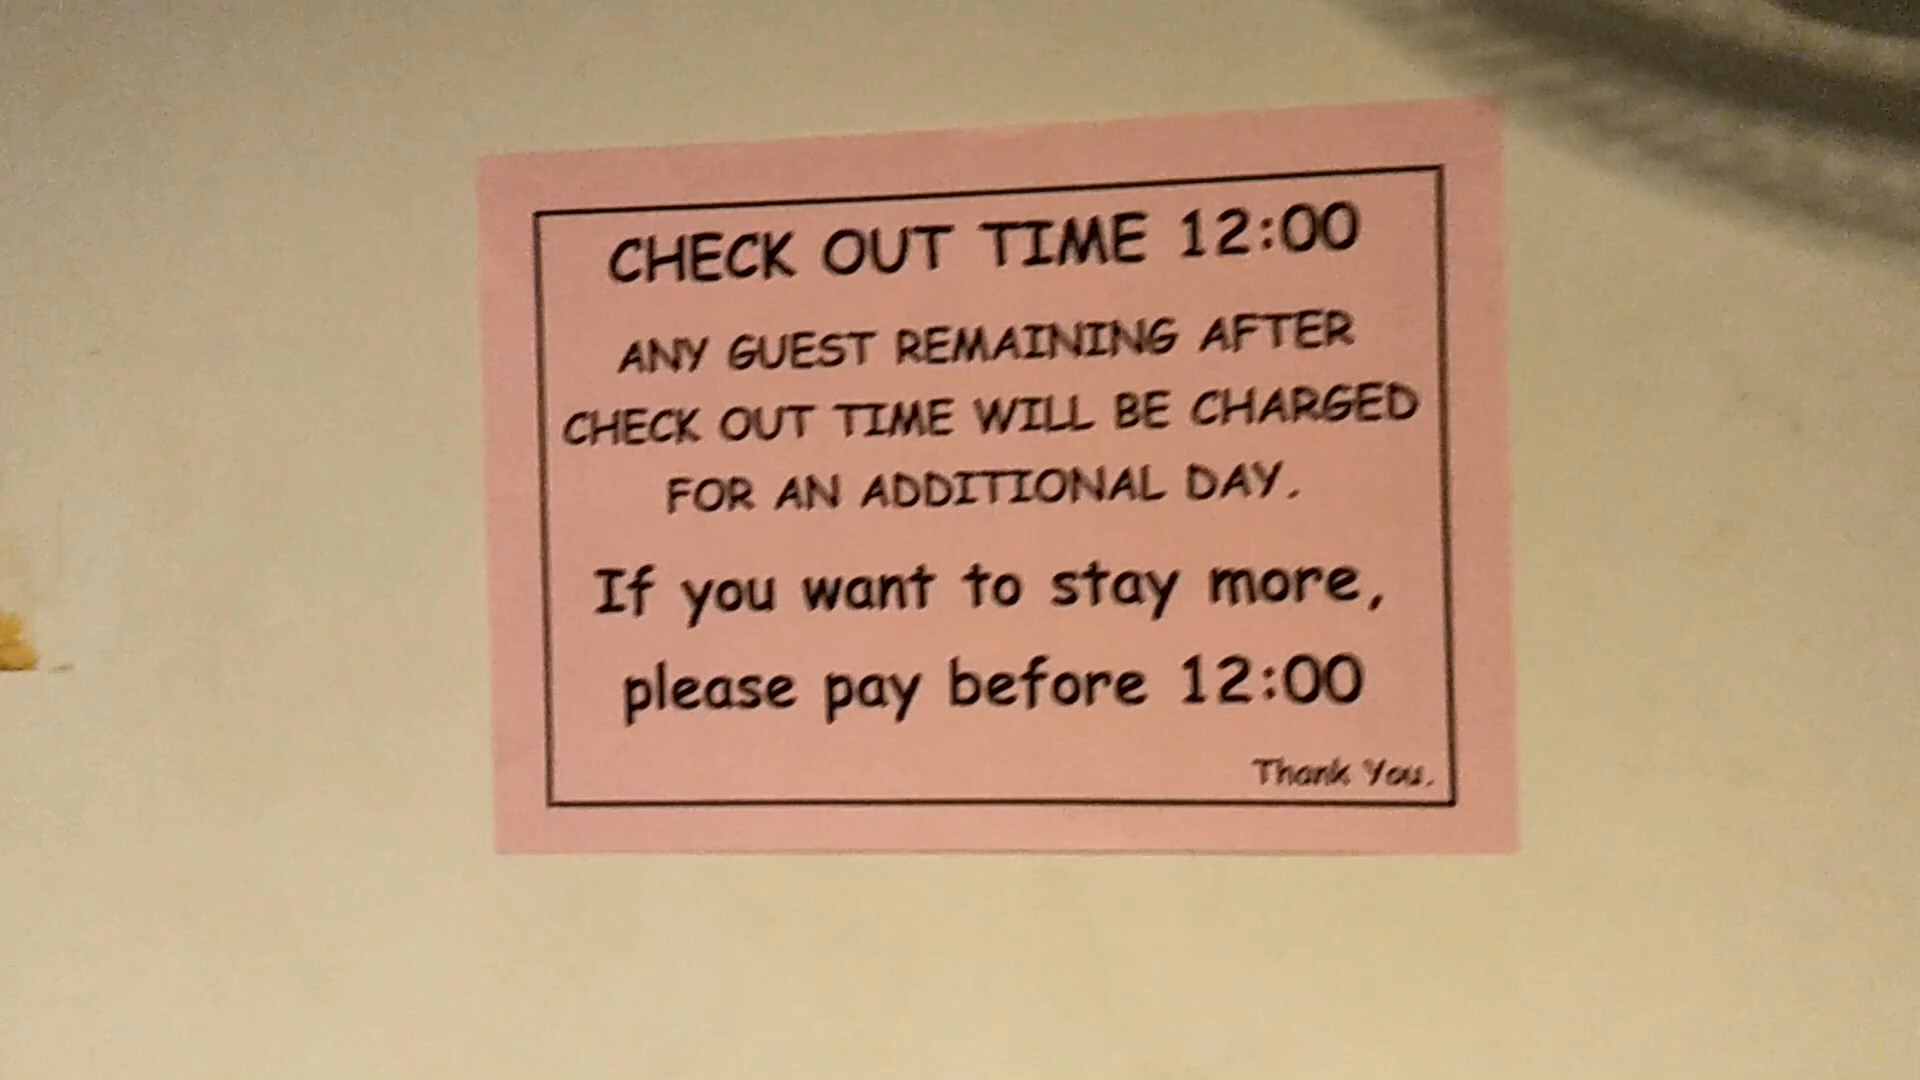 CHECK OUT TIME 12:00
ANY GUEST REMAINING AFTER
CHECK OUT TIME WILL BE CHARGED
FOR AN ADDITIONAL DAY.
If you want to stay more,
please pay before 12:00
Thank You.